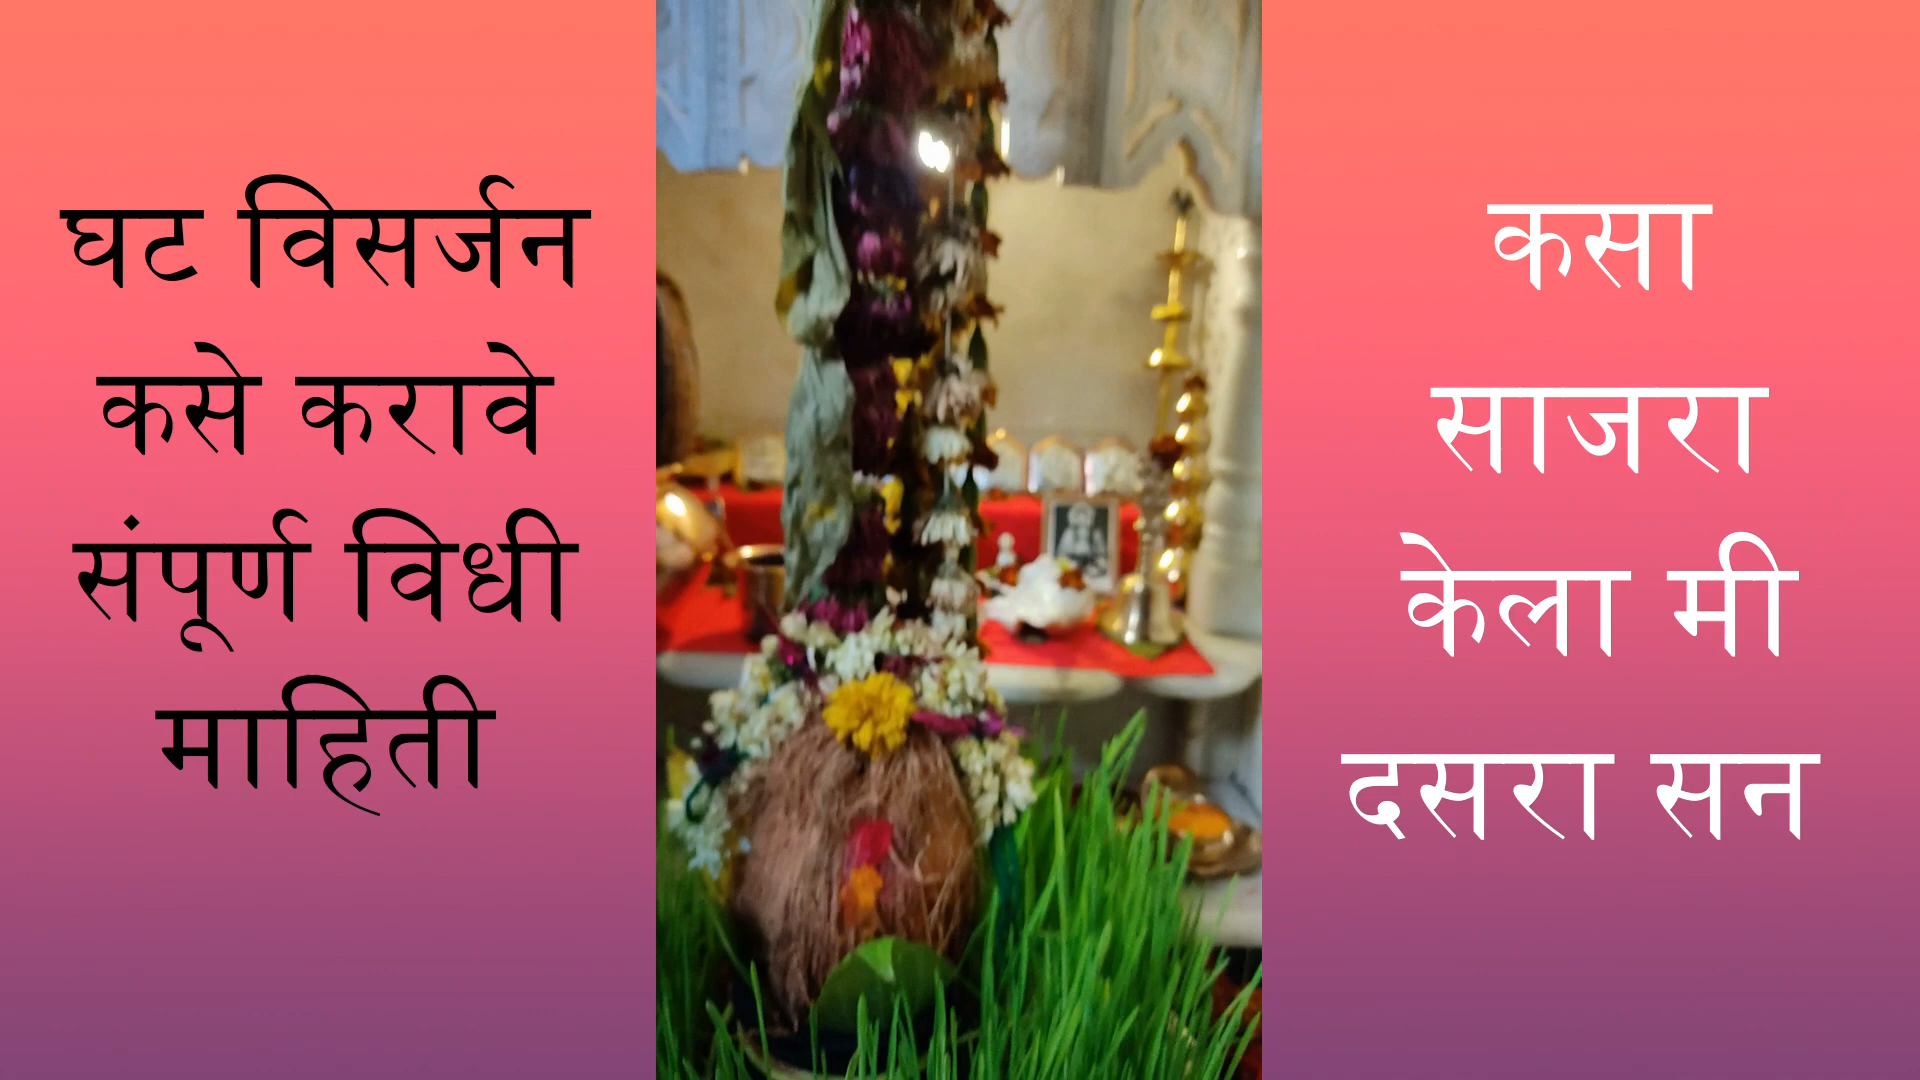 घट विसर्जन
कसे करावे
संपूर्ण विधी
माहिती
कसा
साजरा
केला मी
दसरा सन